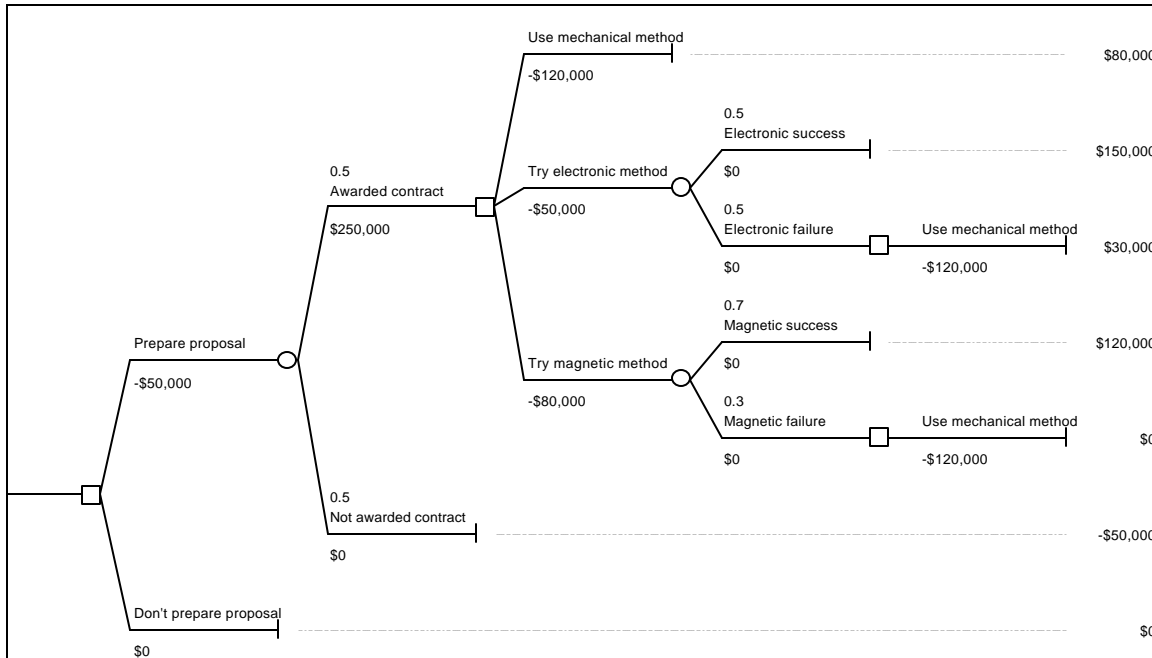 Use mechanical method
-$120,000
$80,000
0.5
Electronic success
$0
$150,000
0.5
Awarded contract
$250,000
Try electronic method
-$50,000
0.5
Electronic failure
$0
Use mechanical method
-$120,000
$30,000
0.7
Magnetic success
$0
$120,000
Prepare proposal
-$50,000
Try magnetic method
-$80,000
0.3
Magnetic failure
$0
Use mechanical method
-$120,000
$0
0.5
Not awarded contract
$0
-$50,000
Don't prepare proposal
$0
$0